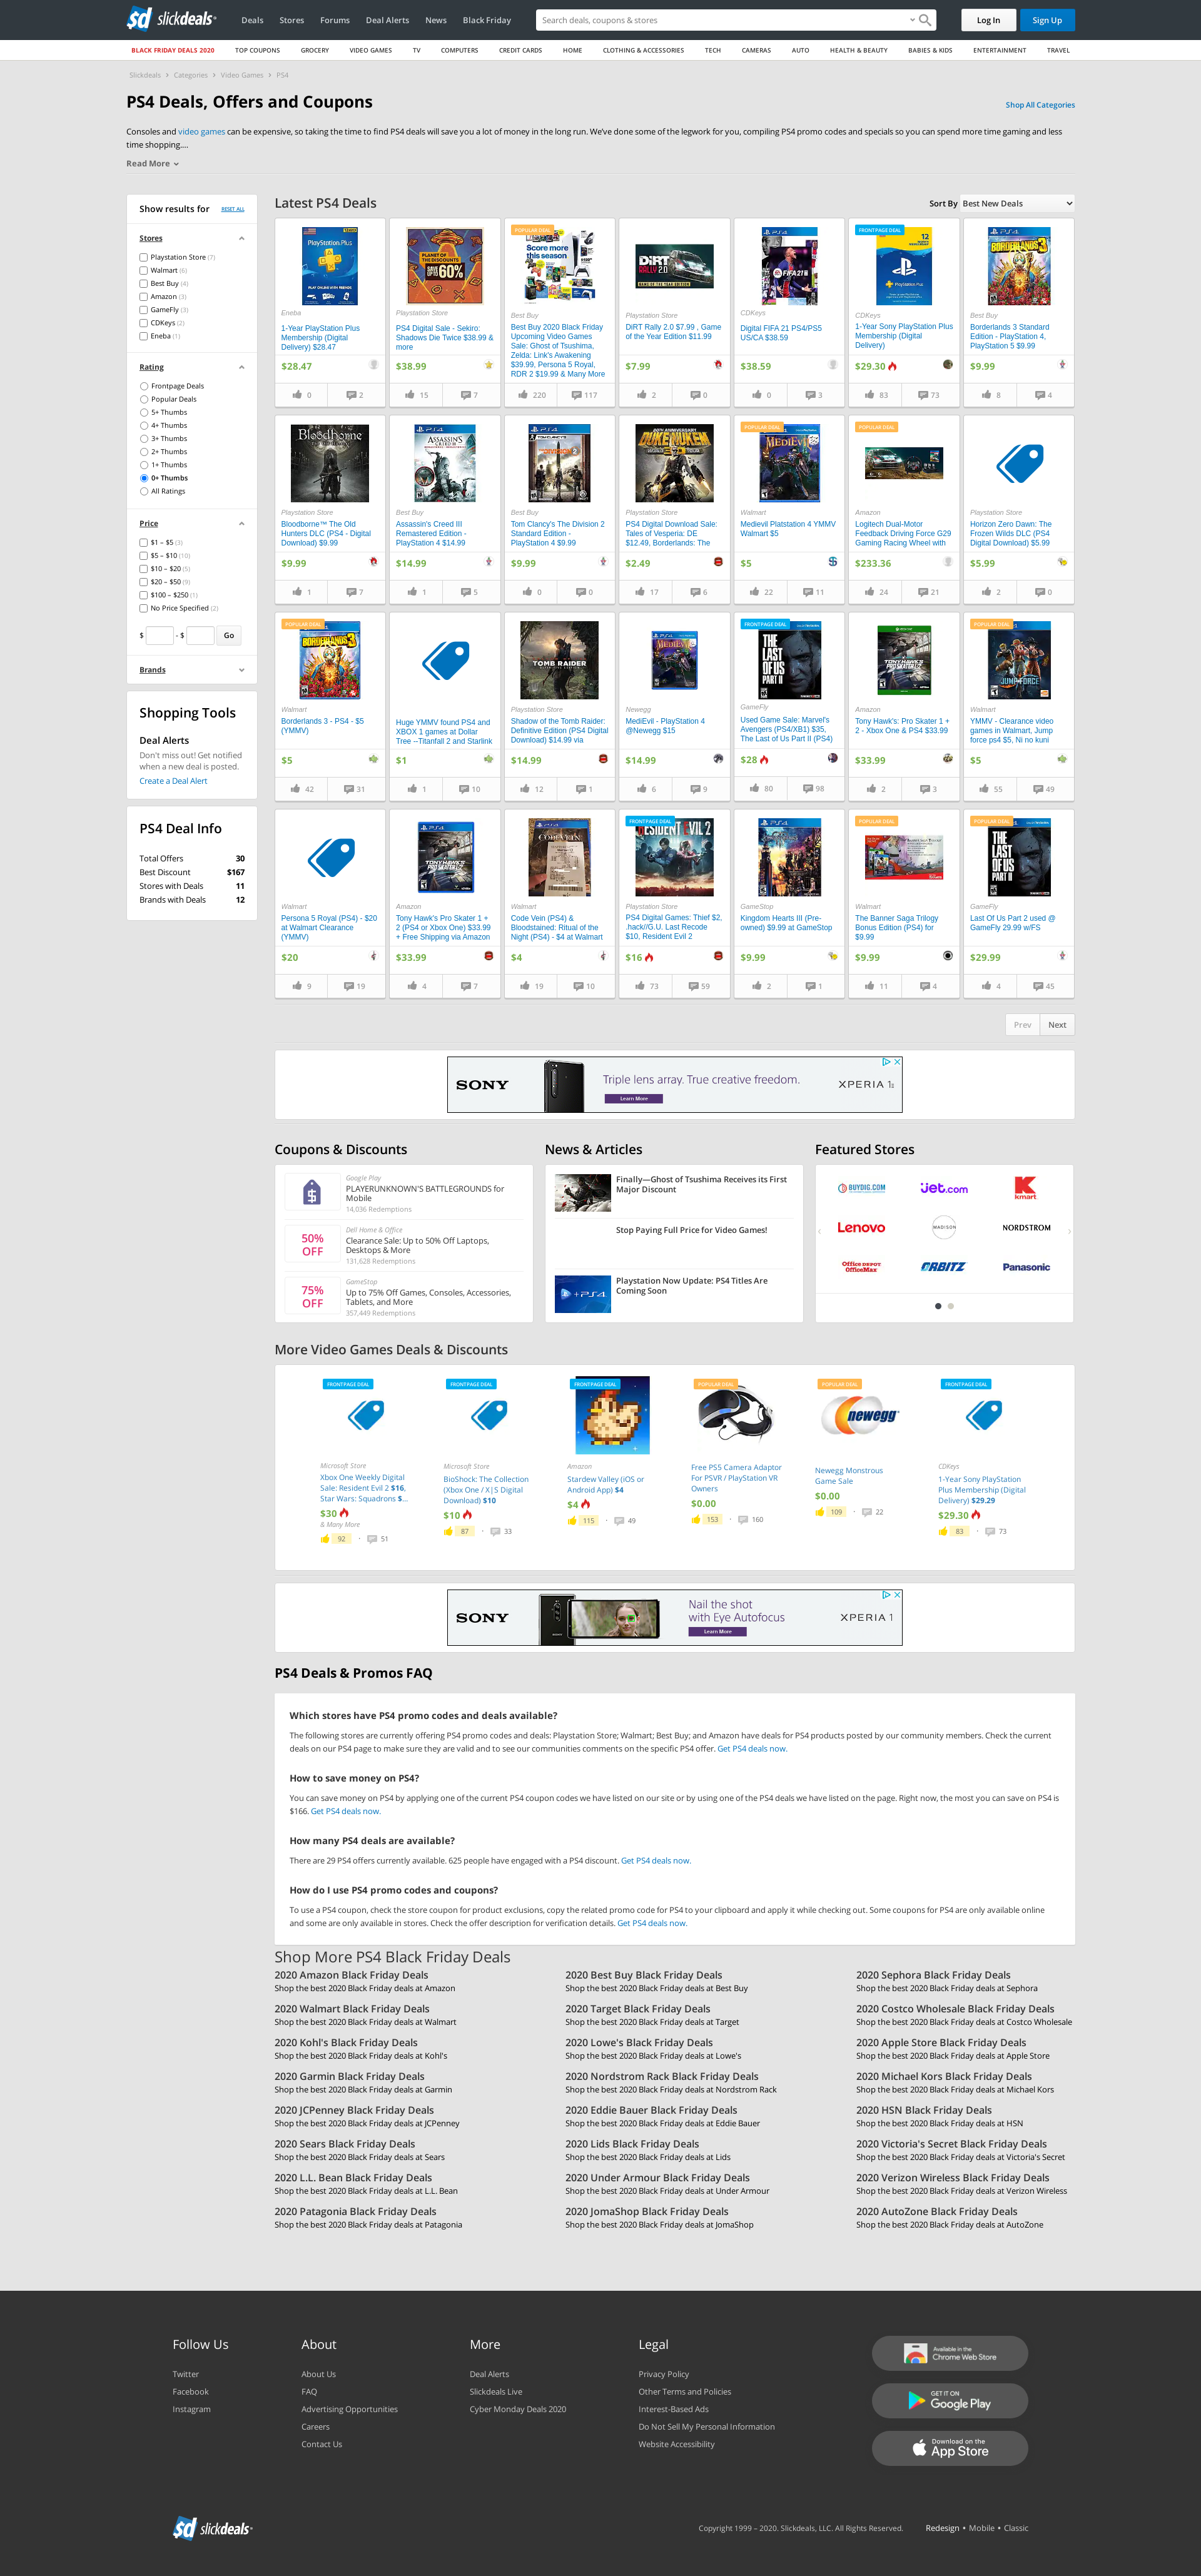 slickdeals
Deals Stores Forums Deal Alerts News Black Friday
Search deals, coupons & stores
Log In Sign Up
BLACK FRIDAY DEALS 2020 TOP COUPONS GROCERY VIDEO GAMES TV COMPUTERS CREDIT CARDS HOME CLOTHING & ACCESSORIES TECH CAMERAS AUTO HEALTH & BEAUTY BABIES & KIDS ENTERTAINMENT TRAVEL
Slickdeals › Categories › Video Games › PS4
PS4 Deals, Offers and Coupons
Shop All Categories
Consoles and video games can be expensive, so taking the time to find PS4 deals will save you a lot of money in the long run. We've done some of the legwork for you, compiling PS4 promo codes and specials so you can spend more time gaming and less
time shopping....
Read More
Show results for RESET ALL
Stores
Playstation Store (7)
Walmart (6)
Best Buy (4)
Amazon (3)
GameFly (3)
CDKeys (2)
Eneba (1)
Rating
Frontpage Deals
Popular Deals
5+ Thumbs
4+ Thumbs
3+ Thumbs
2+ Thumbs
1+ Thumbs
0+ Thumbs
All Ratings
Price
$1 – $5 (3)
$5 – $10 (10)
$10 – $20 (5)
$20 – $50 (9)
$100 – $250 (1)
No Price Specified (2)
$ - $ Go
Brands
Shopping Tools
Deal Alerts
Don't miss out! Get notified
when a new deal is posted.
Create a Deal Alert
PS4 Deal Info
Total Offers 30
Best Discount $167
Stores with Deals 11
Brands with Deals 12
Latest PS4 Deals
Sort By Best New Deals
Eneba
1-Year PlayStation Plus
Membership (Digital
Delivery) $28.47
$28.47
0 2
Playstation Store
PS4 Digital Sale - Sekiro:
Shadows Die Twice $38.99 &
more
$38.99
15 7
POPULAR DEAL
Score more
this season
Best Buy
Best Buy 2020 Black Friday
Upcoming Video Games
Sale: Ghost of Tsushima,
Zelda: Link's Awakening
$39.99, Persona 5 Royal,
RDR 2 $19.99 & Many More
220 117
DiRT RALLY 2.0
Playstation Store
DiRT Rally 2.0 $7.99 , Game
of the Year Edition $11.99
$7.99
2 0
CDKeys
Digital FIFA 21 PS4/PS5
US/CA $38.59
$38.59
0 3
FRONTPAGE DEAL
CDKeys
1-Year Sony PlayStation Plus
Membership (Digital
Delivery)
$29.30
83 73
Best Buy
Borderlands 3 Standard
Edition - PlayStation 4,
PlayStation 5 $9.99
$9.99
8 4
Bloodborne
Playstation Store
Bloodborne™ The Old
Hunters DLC (PS4 - Digital
Download) $9.99
$9.99
1 7
Best Buy
Assassin's Creed III
Remastered Edition -
PlayStation 4 $14.99
$14.99
1 5
Best Buy
Tom Clancy's The Division 2
Standard Edition -
PlayStation 4 $9.99
$9.99
0 0
DUKE NUKEM
Playstation Store
PS4 Digital Download Sale:
Tales of Vesperia: DE
$12.49, Borderlands: The
$2.49
17 6
POPULAR DEAL
Walmart
Medievil Platstation 4 YMMV
Walmart $5
$5
22 11
POPULAR DEAL
Amazon
Logitech Dual-Motor
Feedback Driving Force G29
Gaming Racing Wheel with
$233.36
24 21
Playstation Store
Horizon Zero Dawn: The
Frozen Wilds DLC (PS4
Digital Download) $5.99
$5.99
2 0
POPULAR DEAL
Walmart
Borderlands 3 - PS4 - $5
(YMMV)
$5
42 31
Huge YMMV found PS4 and
XBOX 1 games at Dollar
Tree --Titanfall 2 and Starlink
$1
1 10
TOMB RAIDER
Playstation Store
Shadow of the Tomb Raider:
Definitive Edition (PS4 Digital
Download) $14.99 via
$14.99
12 1
Newegg
MediEvil - PlayStation 4
@Newegg $15
$14.99
6 9
FRONTPAGE DEAL
THE LAST OF US PART II
GameFly
Used Game Sale: Marvel's
Avengers (PS4/XB1) $35,
The Last of Us Part II (PS4)
$28
80 98
Amazon
Tony Hawk's: Pro Skater 1 +
2 - Xbox One & PS4 $33.99
$33.99
2 3
POPULAR DEAL
JUMP FORCE
Walmart
YMMV - Clearance video
games in Walmart, Jump
force ps4 $5, Ni no kuni
$5
55 49
Walmart
Persona 5 Royal (PS4) - $20
at Walmart Clearance
(YMMV)
$20
9 19
Amazon
Tony Hawk's Pro Skater 1 +
2 (PS4 or Xbox One) $33.99
+ Free Shipping via Amazon
$33.99
4 7
Walmart
Code Vein (PS4) &
Bloodstained: Ritual of the
Night (PS4) - $4 at Walmart
$4
19 10
FRONTPAGE DEAL
RESIDENT EVIL 2
Playstation Store
PS4 Digital Games: Thief $2,
.hack//G.U. Last Recode
$10, Resident Evil 2
$16
73 59
GameStop
Kingdom Hearts III (Pre-
owned) $9.99 at GameStop
$9.99
2 1
POPULAR DEAL
Walmart
The Banner Saga Trilogy
Bonus Edition (PS4) for
$9.99
$9.99
11 4
POPULAR DEAL
THE LAST OF US PART II
GameFly
Last Of Us Part 2 used @
GameFly 29.99 w/FS
$29.99
4 45
Prev Next
SONY Triple lens array. True creative freedom. Learn More XPERIA 1
Coupons & Discounts
Google Play
PLAYERUNKNOWN'S BATTLEGROUNDS for
Mobile
14,036 Redemptions
50% OFF
Dell Home & Office
Clearance Sale: Up to 50% Off Laptops,
Desktops & More
131,628 Redemptions
75% OFF
GameStop
Up to 75% Off Games, Consoles, Accessories,
Tablets, and More
357,449 Redemptions
News & Articles
Finally—Ghost of Tsushima Receives its First
Major Discount
Stop Paying Full Price for Video Games!
+PS4
Playstation Now Update: PS4 Titles Are
Coming Soon
Featured Stores
BUYDIG.COM jet.com kmart
Lenovo MADISON NORDSTROM
Office DEPOT OfficeMax ORBITZ Panasonic
More Video Games Deals & Discounts
FRONTPAGE DEAL
Microsoft Store
Xbox One Weekly Digital
Sale: Resident Evil 2 $16,
Star Wars: Squadrons $...
$30
& Many More
92 · 51
FRONTPAGE DEAL
Microsoft Store
BioShock: The Collection
(Xbox One / X|S Digital
Download) $10
$10
87 · 33
FRONTPAGE DEAL
Amazon
Stardew Valley (iOS or
Android App) $4
$4
115 · 49
POPULAR DEAL
Free PS5 Camera Adaptor
For PSVR / PlayStation VR
Owners
$0.00
153 · 160
POPULAR DEAL
newegg
Newegg Monstrous
Game Sale
$0.00
109 · 22
FRONTPAGE DEAL
CDKeys
1-Year Sony PlayStation
Plus Membership (Digital
Delivery) $29.29
$29.30
83 · 73
SONY Nail the shot
with Eye Autofocus
Learn More XPERIA 1
PS4 Deals & Promos FAQ
Which stores have PS4 promo codes and deals available?
The following stores are currently offering PS4 promo codes and deals: Playstation Store; Walmart; Best Buy; and Amazon have deals for PS4 products posted by our community members. Check the current
deals on our PS4 page to make sure they are valid and to see our communities comments on the specific PS4 offer. Get PS4 deals now.
How to save money on PS4?
You can save money on PS4 by applying one of the current PS4 coupon codes we have listed on our site or by using one of the PS4 deals we have listed on the page. Right now, the most you can save on PS4 is
$166. Get PS4 deals now.
How many PS4 deals are available?
There are 29 PS4 offers currently available. 625 people have engaged with a PS4 discount. Get PS4 deals now.
How do I use PS4 promo codes and coupons?
To use a PS4 coupon, check the store coupon for product exclusions, copy the related promo code for PS4 to your clipboard and apply it while checking out. Some coupons for PS4 are only available online
and some are only available in stores. Check the offer description for verification details. Get PS4 deals now.
Shop More PS4 Black Friday Deals
2020 Amazon Black Friday Deals
Shop the best 2020 Black Friday deals at Amazon
2020 Best Buy Black Friday Deals
Shop the best 2020 Black Friday deals at Best Buy
2020 Sephora Black Friday Deals
Shop the best 2020 Black Friday deals at Sephora
2020 Walmart Black Friday Deals
Shop the best 2020 Black Friday deals at Walmart
2020 Target Black Friday Deals
Shop the best 2020 Black Friday deals at Target
2020 Costco Wholesale Black Friday Deals
Shop the best 2020 Black Friday deals at Costco Wholesale
2020 Kohl's Black Friday Deals
Shop the best 2020 Black Friday deals at Kohl's
2020 Lowe's Black Friday Deals
Shop the best 2020 Black Friday deals at Lowe's
2020 Apple Store Black Friday Deals
Shop the best 2020 Black Friday deals at Apple Store
2020 Garmin Black Friday Deals
Shop the best 2020 Black Friday deals at Garmin
2020 Nordstrom Rack Black Friday Deals
Shop the best 2020 Black Friday deals at Nordstrom Rack
2020 Michael Kors Black Friday Deals
Shop the best 2020 Black Friday deals at Michael Kors
2020 JCPenney Black Friday Deals
Shop the best 2020 Black Friday deals at JCPenney
2020 Eddie Bauer Black Friday Deals
Shop the best 2020 Black Friday deals at Eddie Bauer
2020 HSN Black Friday Deals
Shop the best 2020 Black Friday deals at HSN
2020 Sears Black Friday Deals
Shop the best 2020 Black Friday deals at Sears
2020 Lids Black Friday Deals
Shop the best 2020 Black Friday deals at Lids
2020 Victoria's Secret Black Friday Deals
Shop the best 2020 Black Friday deals at Victoria's Secret
2020 L.L. Bean Black Friday Deals
Shop the best 2020 Black Friday deals at L.L. Bean
2020 Under Armour Black Friday Deals
Shop the best 2020 Black Friday deals at Under Armour
2020 Verizon Wireless Black Friday Deals
Shop the best 2020 Black Friday deals at Verizon Wireless
2020 Patagonia Black Friday Deals
Shop the best 2020 Black Friday deals at Patagonia
2020 JomaShop Black Friday Deals
Shop the best 2020 Black Friday deals at JomaShop
2020 AutoZone Black Friday Deals
Shop the best 2020 Black Friday deals at AutoZone
Follow Us
Twitter
Facebook
Instagram
About
About Us
FAQ
Advertising Opportunities
Careers
Contact Us
More
Deal Alerts
Slickdeals Live
Cyber Monday Deals 2020
Legal
Privacy Policy
Other Terms and Policies
Interest-Based Ads
Do Not Sell My Personal Information
Website Accessibility
Available in the
Chrome Web Store
GET IT ON
Google Play
Download on the
App Store
slickdeals
Copyright 1999 – 2020. Slickdeals, LLC. All Rights Reserved. Redesign • Mobile • Classic